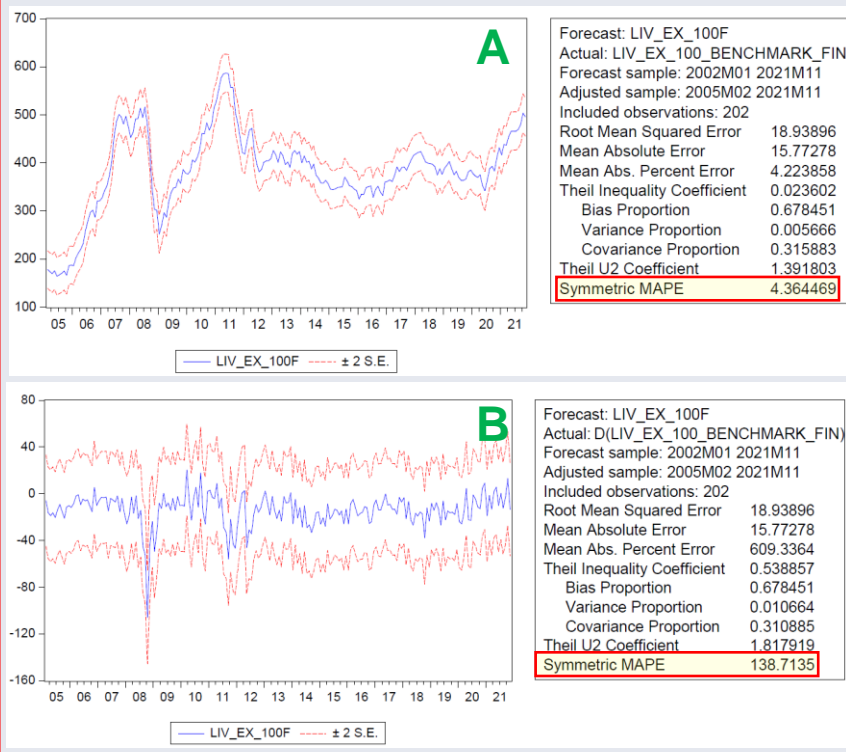 700
600
500
400
300
200
100
A
05 06 07 08 09 10 11 12 13 14 15 16 17 18 19 20 21
LIV_EX_100F ± 2 S.E.
Forecast: LIV_EX_100F
Actual: LIV_EX_100_BENCHMARK_FIN
Forecast sample: 2002M01 2021M11
Adjusted sample: 2005M02 2021M11
Included observations: 202
Root Mean Squared Error 18.93896
Mean Absolute Error 15.77278
Mean Abs. Percent Error 4.223858
Theil Inequality Coefficient 0.023602
Bias Proportion 0.678451
Variance Proportion 0.005666
Covariance Proportion 0.315883
Theil U2 Coefficient 1.391803
Symmetric MAPE 4.364469
80
40
0
-40
-80
-120
-160
B
05 06 07 08 09 10 11 12 13 14 15 16 17 18 19 20 21
LIV_EX_100F ± 2 S.E.
Forecast: LIV_EX_100F
Actual: D(LIV_EX_100_BENCHMARK_FIN)
Forecast sample: 2002M01 2021M11
Adjusted sample: 2005M02 2021M11
Included observations: 202
Root Mean Squared Error 18.93896
Mean Absolute Error 15.77278
Mean Abs. Percent Error 609.3364
Theil Inequality Coefficient 0.538857
Bias Proportion 0.678451
Variance Proportion 0.010664
Covariance Proportion 0.310885
Theil U2 Coefficient 1.817919
Symmetric MAPE 138.7135